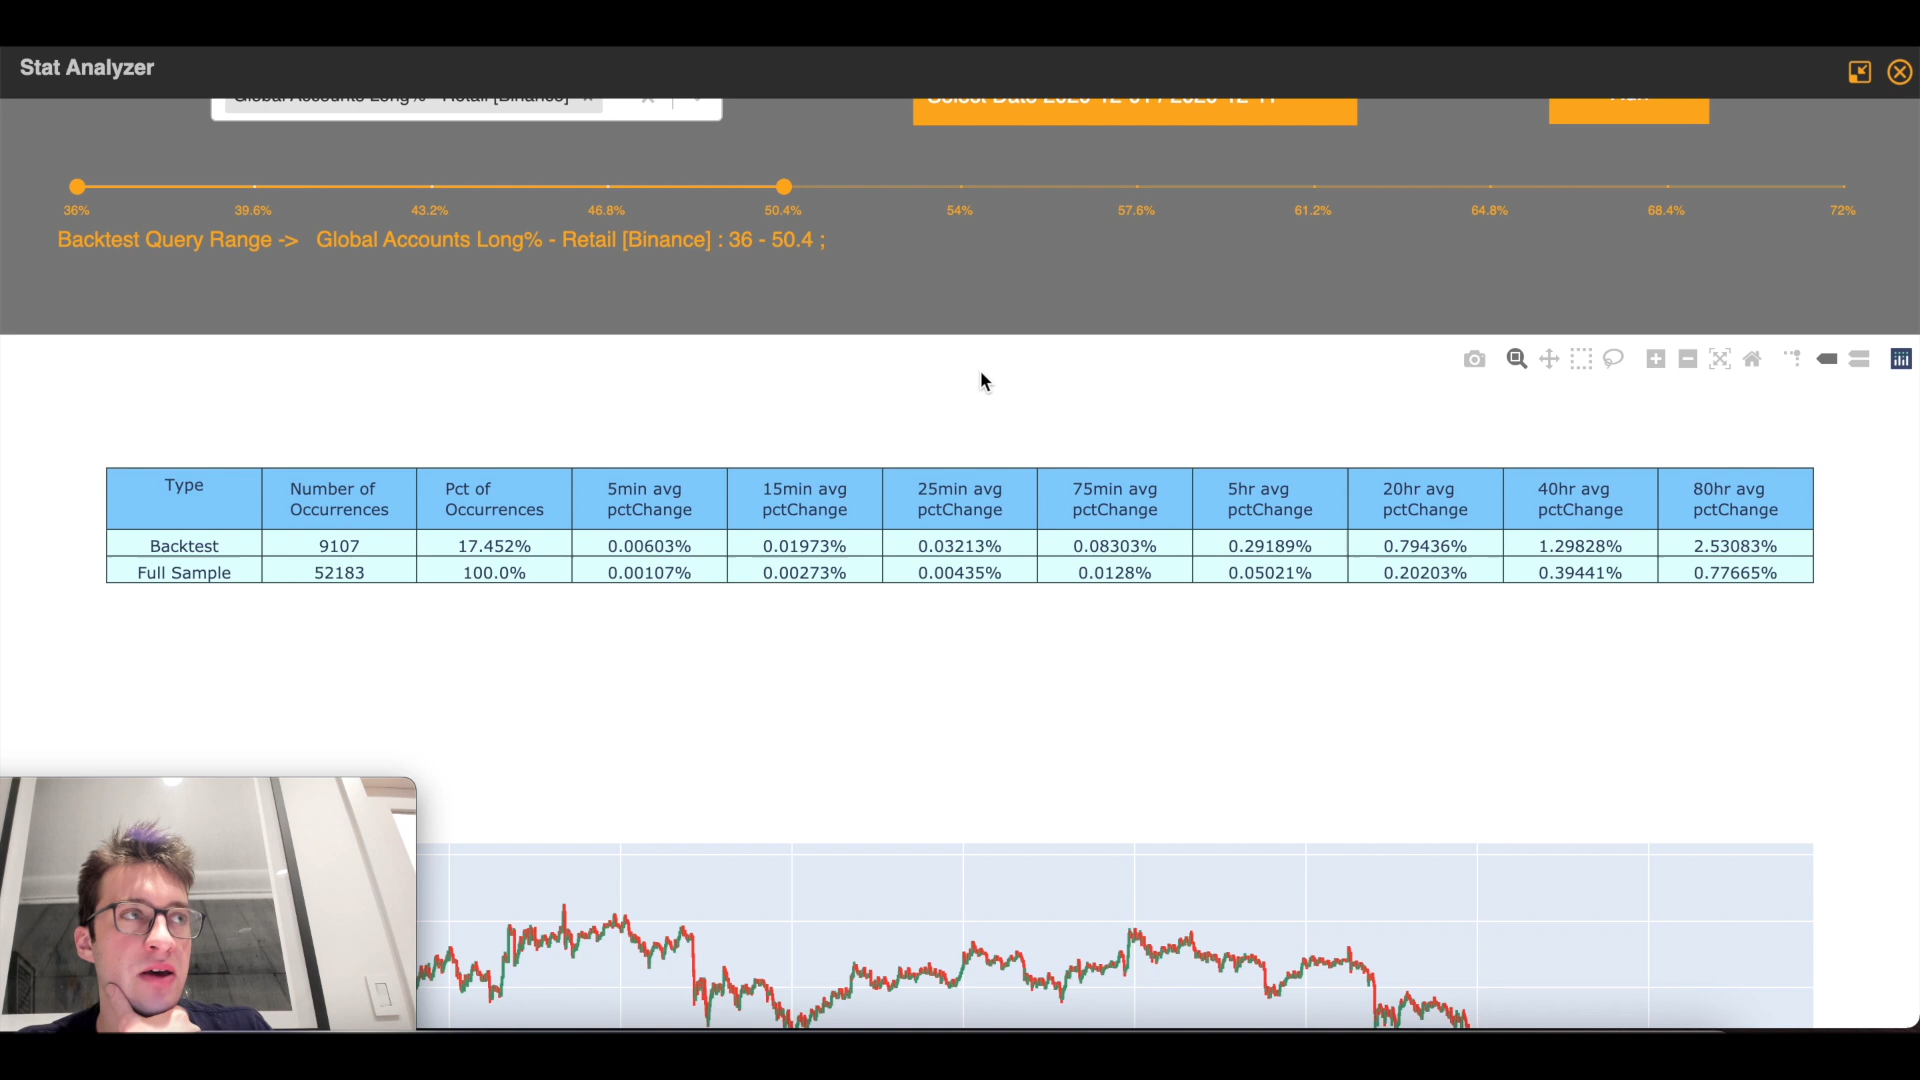 Stat Analyzer
36% 39.6% 43.2% 46.8% 50.4% 54% 57.6% 61.2% 64.8% 68.4% 72%
Backtest Query Range -> Global Accounts Long% - Retail [Binance] : 36 - 50.4 ;
Type Number of Occurrences Pct of Occurrences 5min avg pctChange 15min avg pctChange 25min avg pctChange 75min avg pctChange 5hr avg pctChange 20hr avg pctChange 40hr avg pctChange 80hr avg pctChange
Backtest 9107 17.452% 0.00603% 0.01973% 0.03213% 0.08303% 0.29189% 0.79436% 1.29828% 2.53083%
Full Sample 52183 100.0% 0.00107% 0.00273% 0.00435% 0.0128% 0.05021% 0.20203% 0.39441% 0.77665%